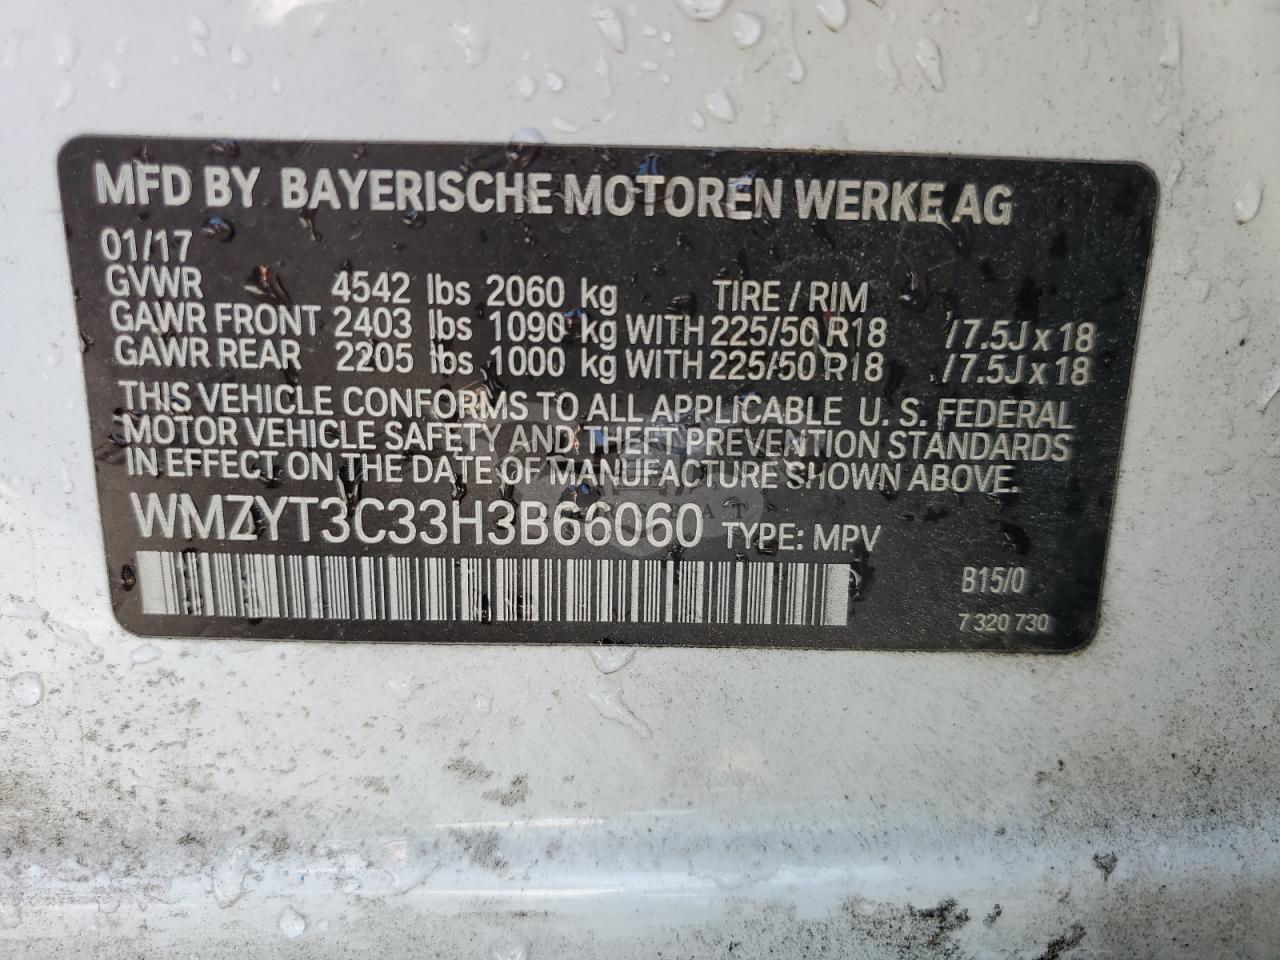 MFD BY BAYERISCHE MOTOREN WERKE AG
01/17
GVWR 4542 lbs 2060 kg TIRE / RIM
GAWR FRONT 2403 lbs 1090 kg WITH 225/50 R18 /7.5J x 18
GAWR REAR 2205 lbs 1000 kg WITH 225/50 R18 /7.5J x 18
THIS VEHICLE CONFORMS TO ALL APPLICABLE U. S. FEDERAL
MOTOR VEHICLE SAFETY AND THEFT PREVENTION STANDARDS
IN EFFECT ON THE DATE OF MANUFACTURE SHOWN ABOVE.
WMZYT3C33H3B66060 TYPE: MPV
B15/0
7 320 730